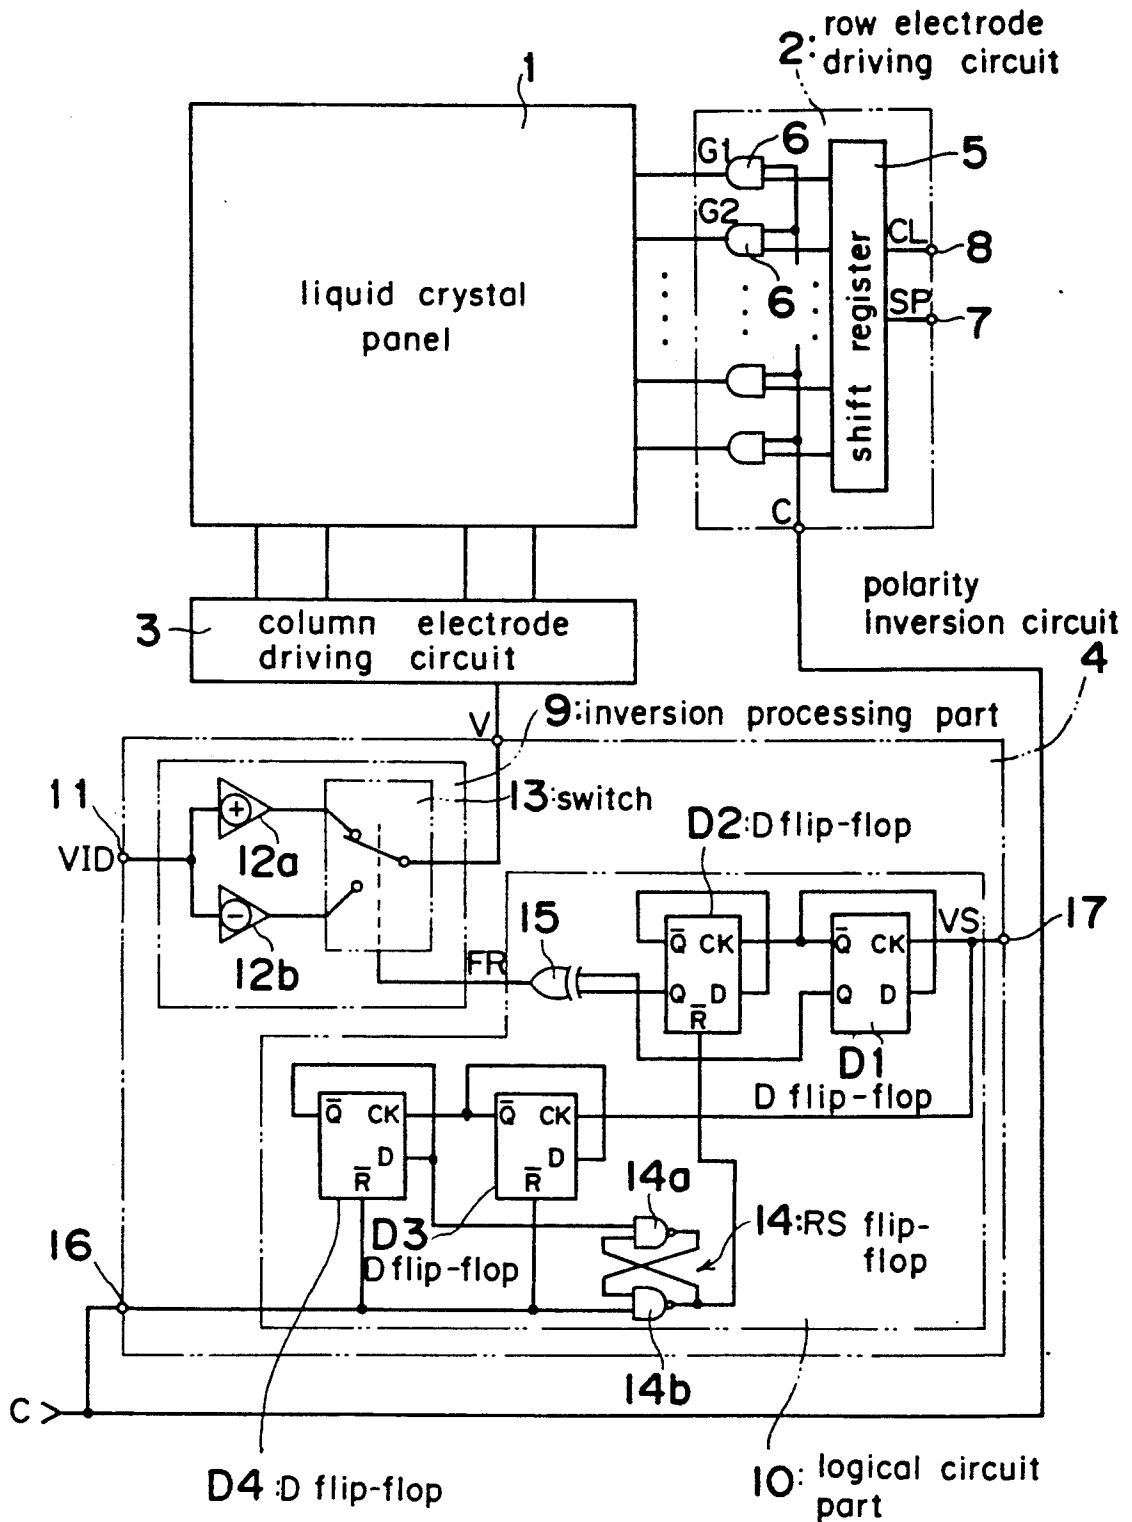 row electrode
2: driving circuit
1
6
5
G1
G2
CL
8
liquid crystal
panel
6
SP
7
shift register
C
polarity
inversion circuit
4
3
column electrode
driving circuit
V
9: inversion processing part
11
13: switch
D2: D flip-flop
VID
12a
15
VS
17
Q̅ CK
Q̅ CK
12b
FR
Q D
Q D
R̅
D1
D flip-flop
Q̅ CK
Q̅ CK
D
D
R̅
R̅
14a
D3
D flip-flop
14: RS flip-
flop
16
14b
C
D4: D flip-flop
10: logical circuit
part